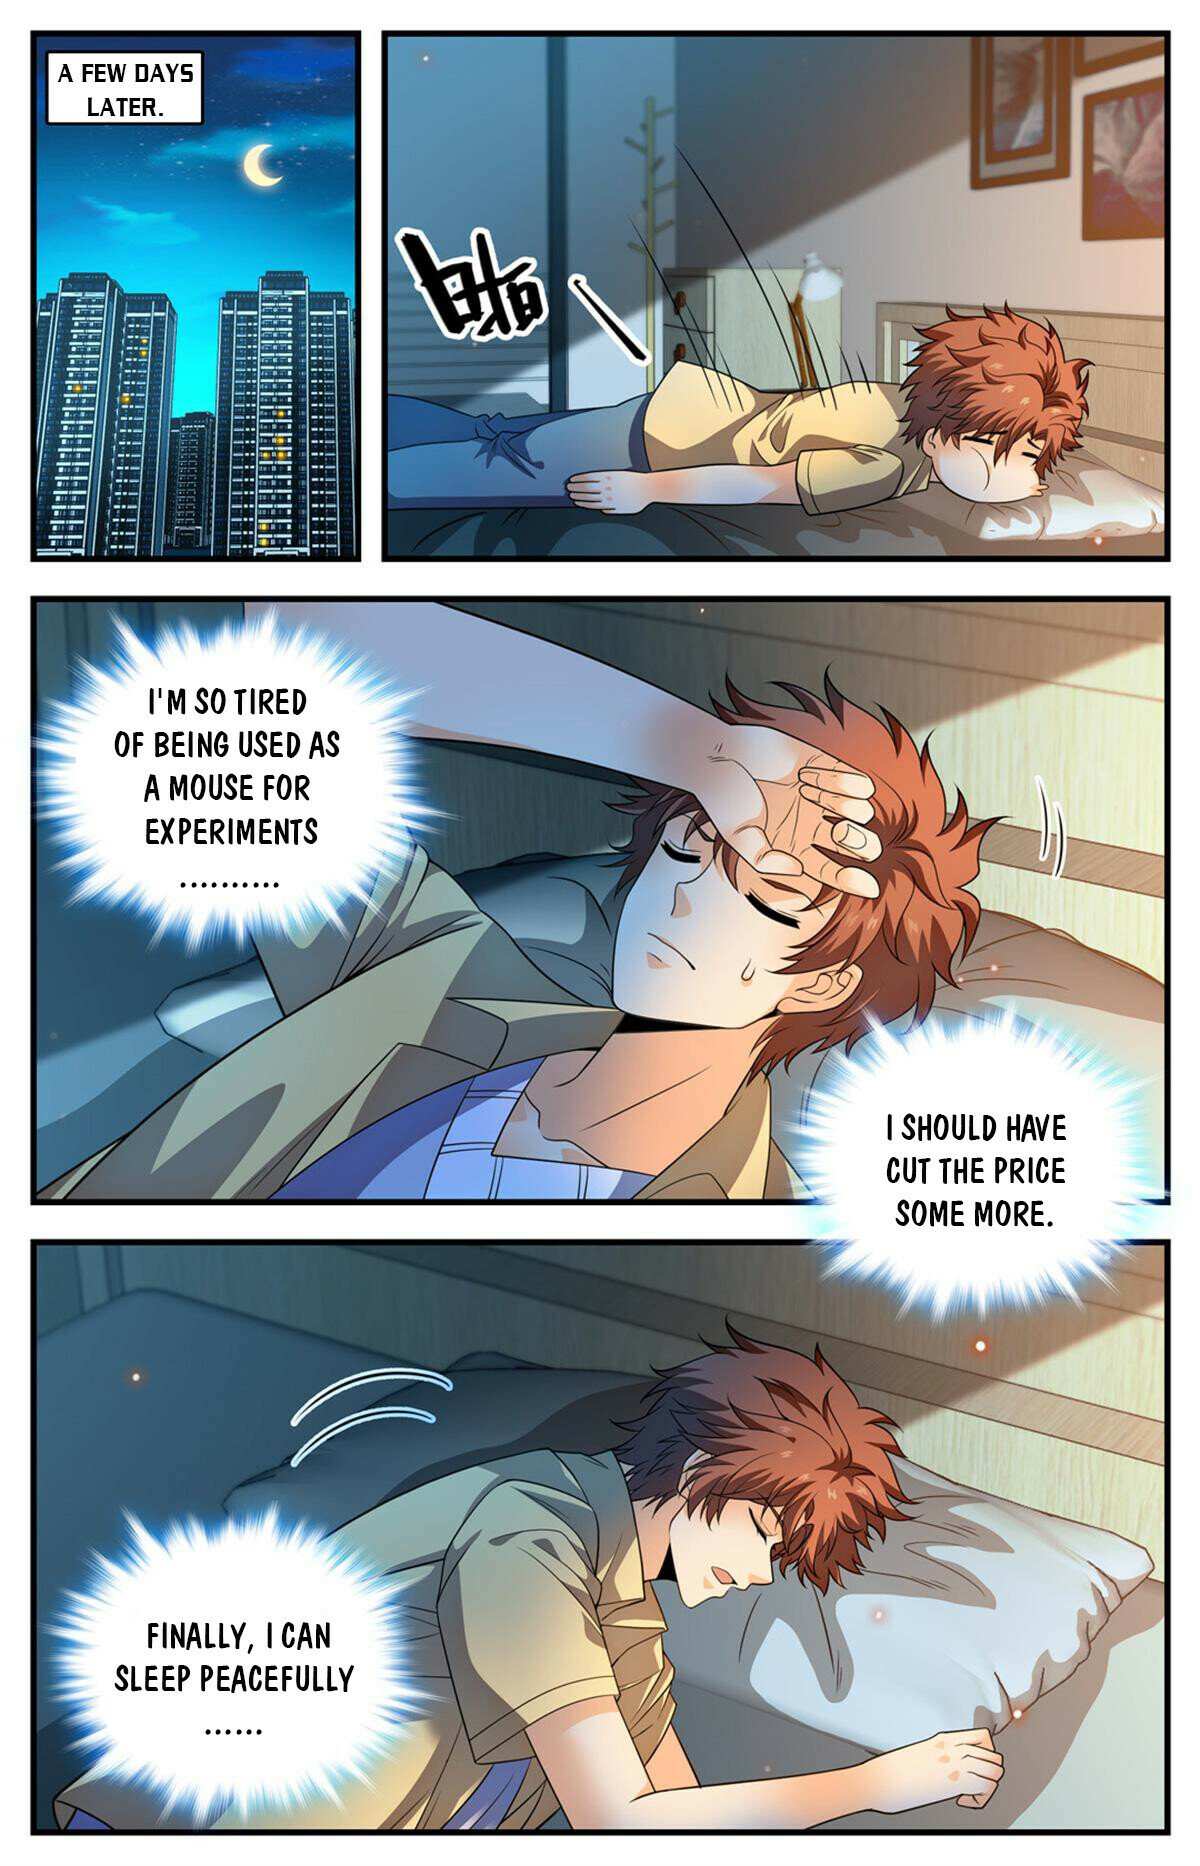 A FEW DAYS
LATER.
I'M SO TIRED
OF BEING USED AS
A MOUSE FOR
EXPERIMENTS
..........
I SHOULD HAVE
CUT THE PRICE
SOME MORE.
FINALLY, I CAN
SLEEP PEACEFULLY
......